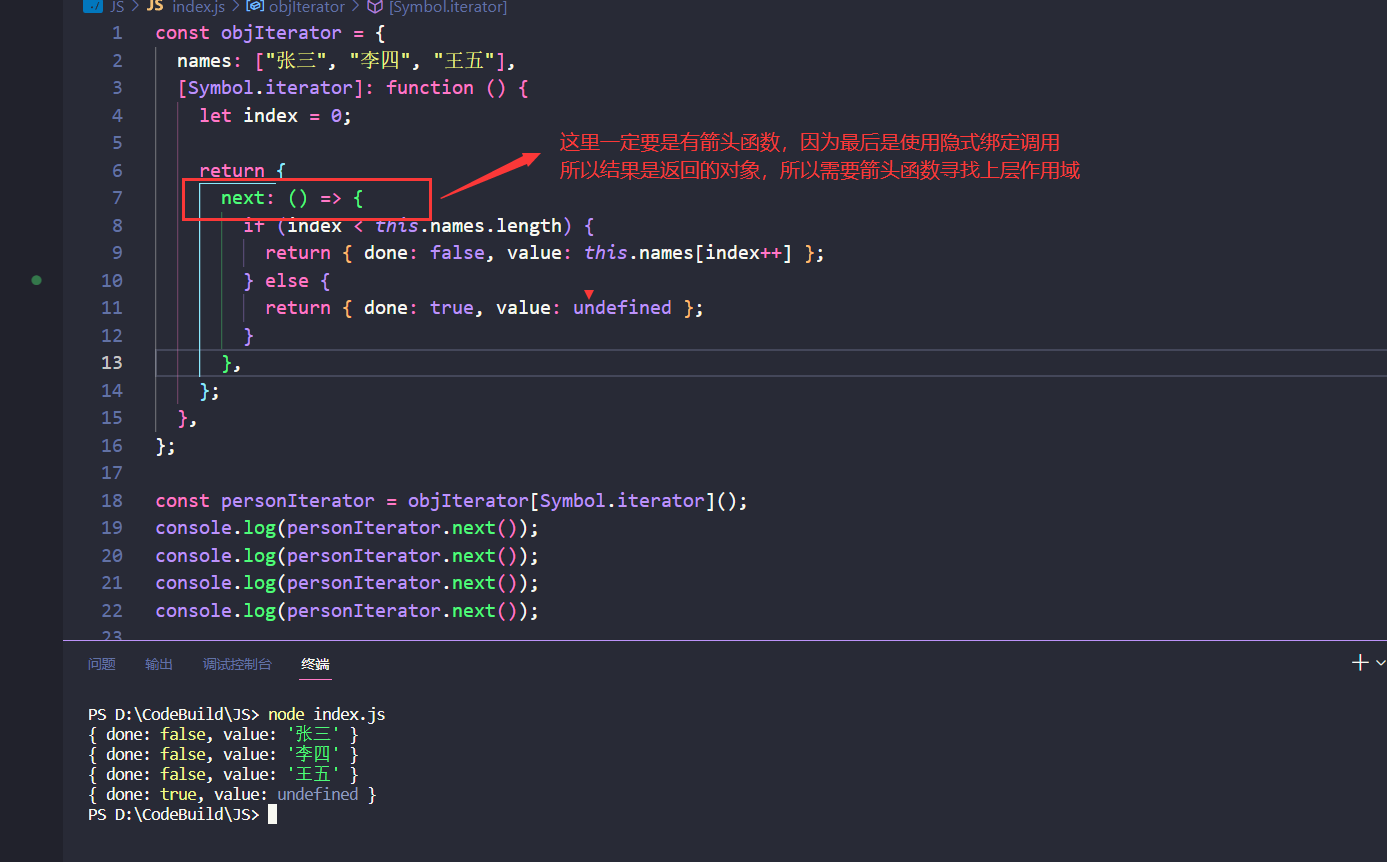 JS > JS index.js > objIterator > [Symbol.iterator]
1 const objIterator = {
2 names: ["张三", "李四", "王五"],
3 [Symbol.iterator]: function () {
4 let index = 0;
5
这里一定要是有箭头函数，因为最后是使用隐式绑定调用
所以结果是返回的对象，所以需要箭头函数寻找上层作用域
6 return {
7 next: () => {
8 if (index < this.names.length) {
9 return { done: false, value: this.names[index++] };
10 } else {
11 return { done: true, value: undefined };
12 }
13 },
14 };
15 },
16 };
17
18 const personIterator = objIterator[Symbol.iterator]();
19 console.log(personIterator.next());
20 console.log(personIterator.next());
21 console.log(personIterator.next());
22 console.log(personIterator.next());
23
问题 输出 调试控制台 终端
PS D:\CodeBuild\JS> node index.js
{ done: false, value: '张三' }
{ done: false, value: '李四' }
{ done: false, value: '王五' }
{ done: true, value: undefined }
PS D:\CodeBuild\JS>